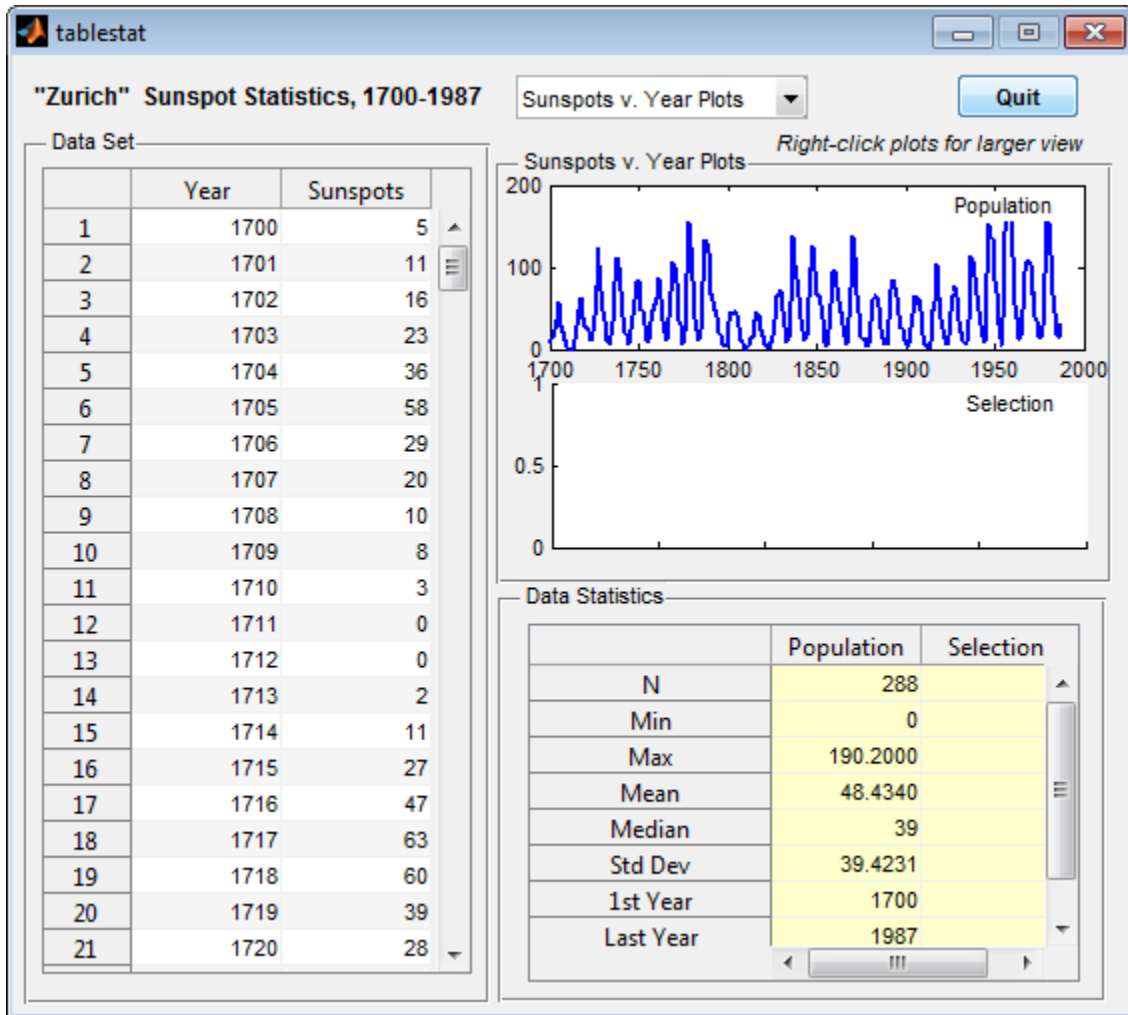 tablestat
"Zurich" Sunspot Statistics, 1700-1987
Sunspots v. Year Plots
Quit
Right-click plots for larger view
Data Set
Year Sunspots
1 1700 5
2 1701 11
3 1702 16
4 1703 23
5 1704 36
6 1705 58
7 1706 29
8 1707 20
9 1708 10
10 1709 8
11 1710 3
12 1711 0
13 1712 0
14 1713 2
15 1714 11
16 1715 27
17 1716 47
18 1717 63
19 1718 60
20 1719 39
21 1720 28
Sunspots v. Year Plots
200
Population
100
0
1700 1750 1800 1850 1900 1950 2000
1
Selection
0.5
0
Data Statistics
Population Selection
N 288
Min 0
Max 190.2000
Mean 48.4340
Median 39
Std Dev 39.4231
1st Year 1700
Last Year 1987